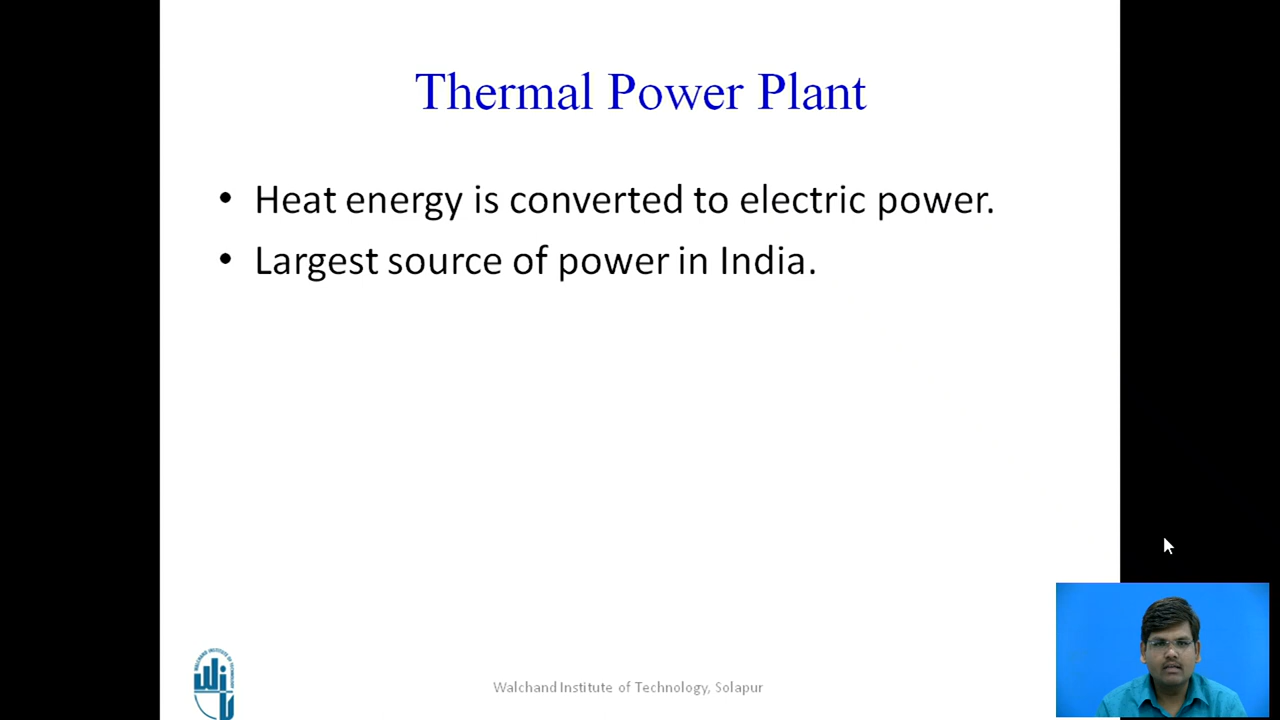 Thermal Power Plant
• Heat energy is converted to electric power.
• Largest source of power in India.
Walchand Institute of Technology, Solapur